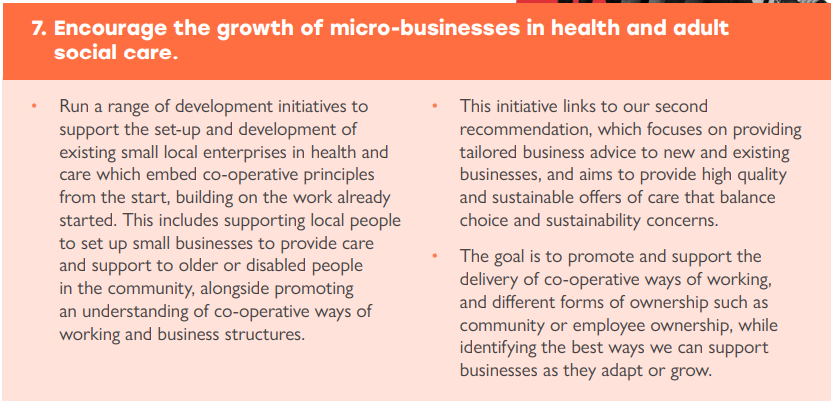 7. Encourage the growth of micro-businesses in health and adult
social care.
• Run a range of development initiatives to
support the set-up and development of
existing small local enterprises in health and
care which embed co-operative principles
from the start, building on the work already
started. This includes supporting local people
to set up small businesses to provide care
and support to older or disabled people
in the community, alongside promoting
an understanding of co-operative ways of
working and business structures.
• This initiative links to our second
recommendation, which focuses on providing
tailored business advice to new and existing
businesses, and aims to provide high quality
and sustainable offers of care that balance
choice and sustainability concerns.
• The goal is to promote and support the
delivery of co-operative ways of working,
and different forms of ownership such as
community or employee ownership, while
identifying the best ways we can support
businesses as they adapt or grow.